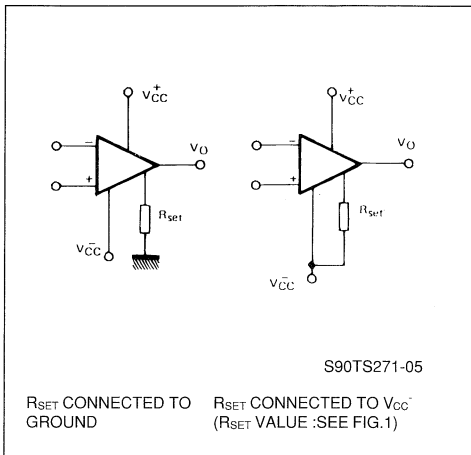 V⁺CC V⁺CC
− VO − VO
+ +
Rset Rset
V⁻CC V⁻CC
S90TS271-05
RSET CONNECTED TO RSET CONNECTED TO VCC⁻
GROUND (RSET VALUE :SEE FIG.1)